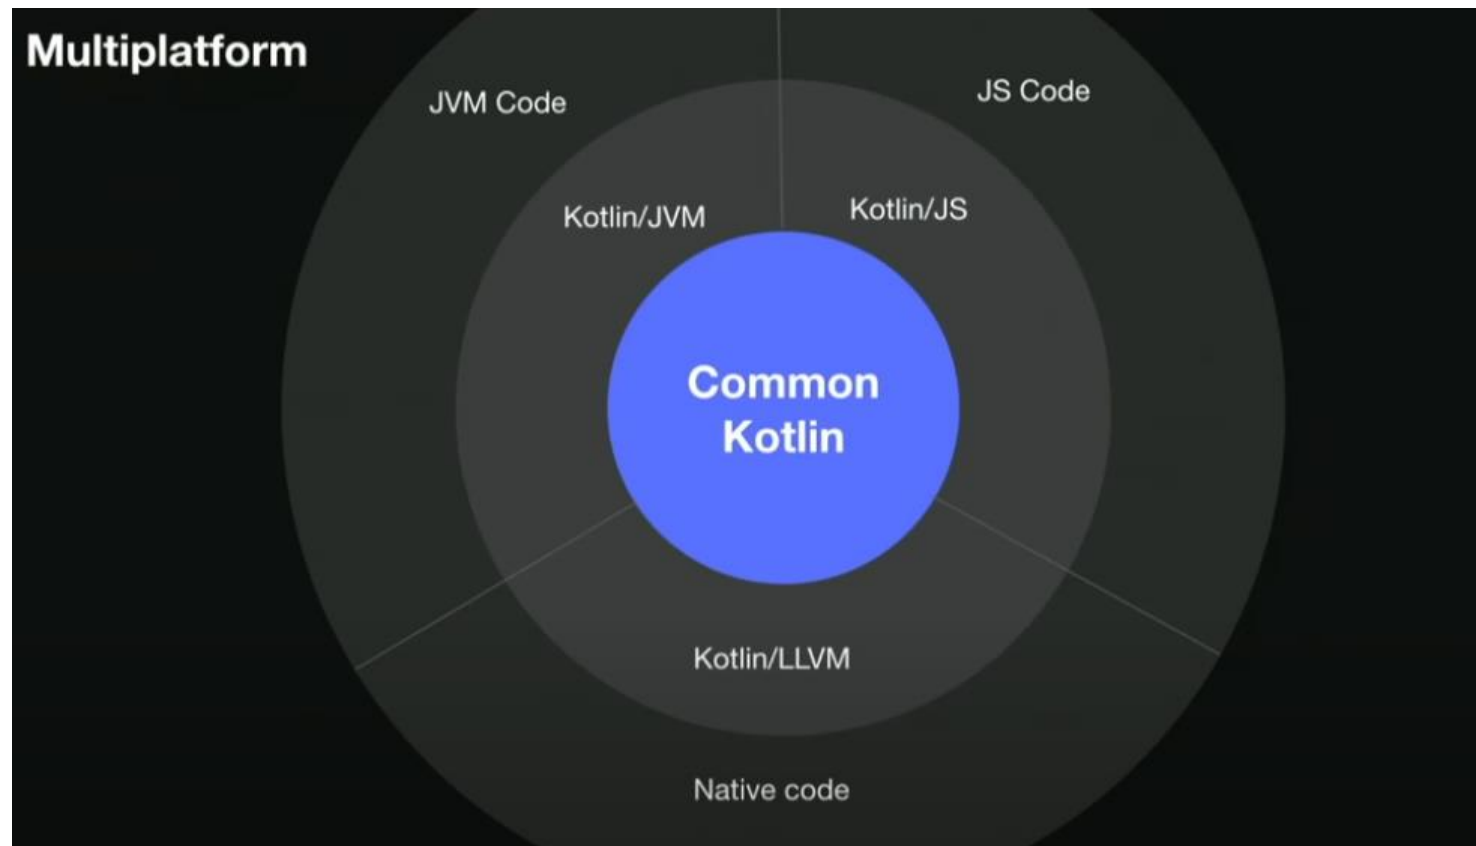 Multiplatform
JVM Code
JS Code
Kotlin/JVM
Kotlin/JS
Common
Kotlin
Kotlin/LLVM
Native code